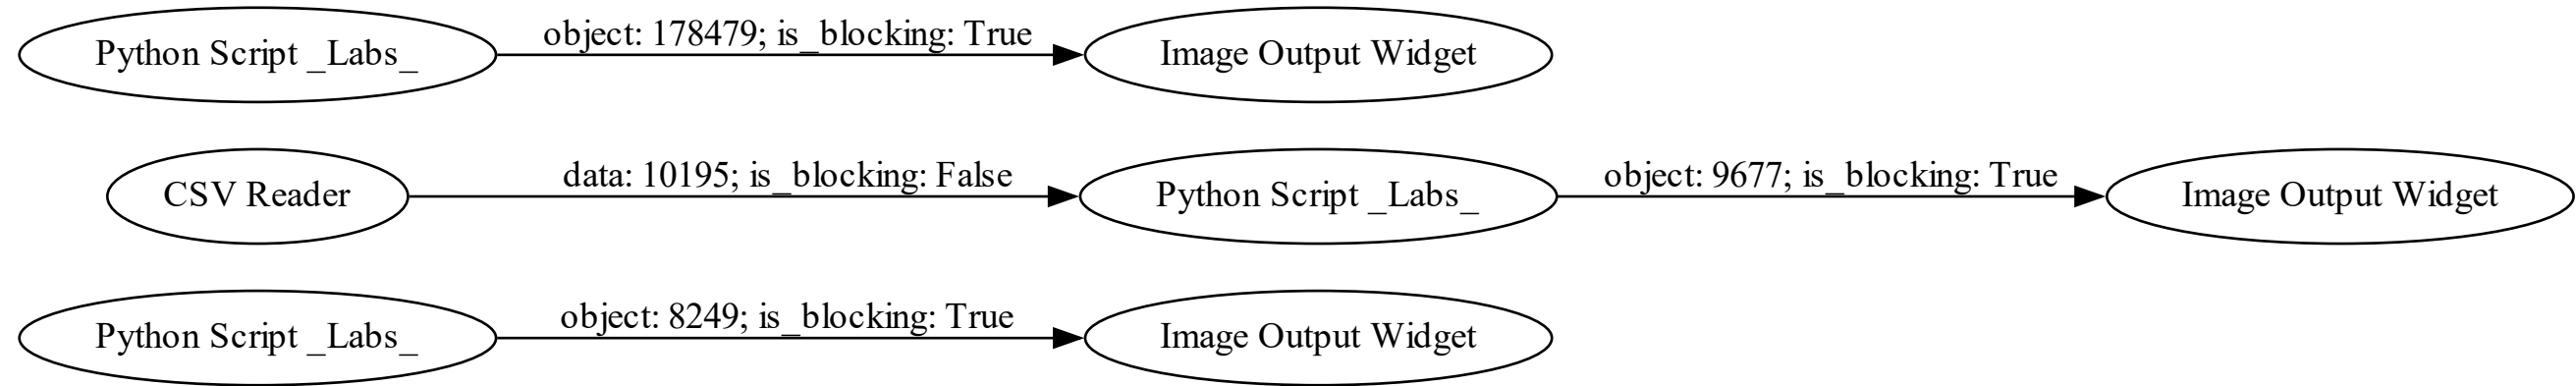 Python Script _Labs_ object: 178479; is_blocking: True Image Output Widget
CSV Reader data: 10195; is_blocking: False Python Script _Labs_ object: 9677; is_blocking: True Image Output Widget
Python Script _Labs_ object: 8249; is_blocking: True Image Output Widget